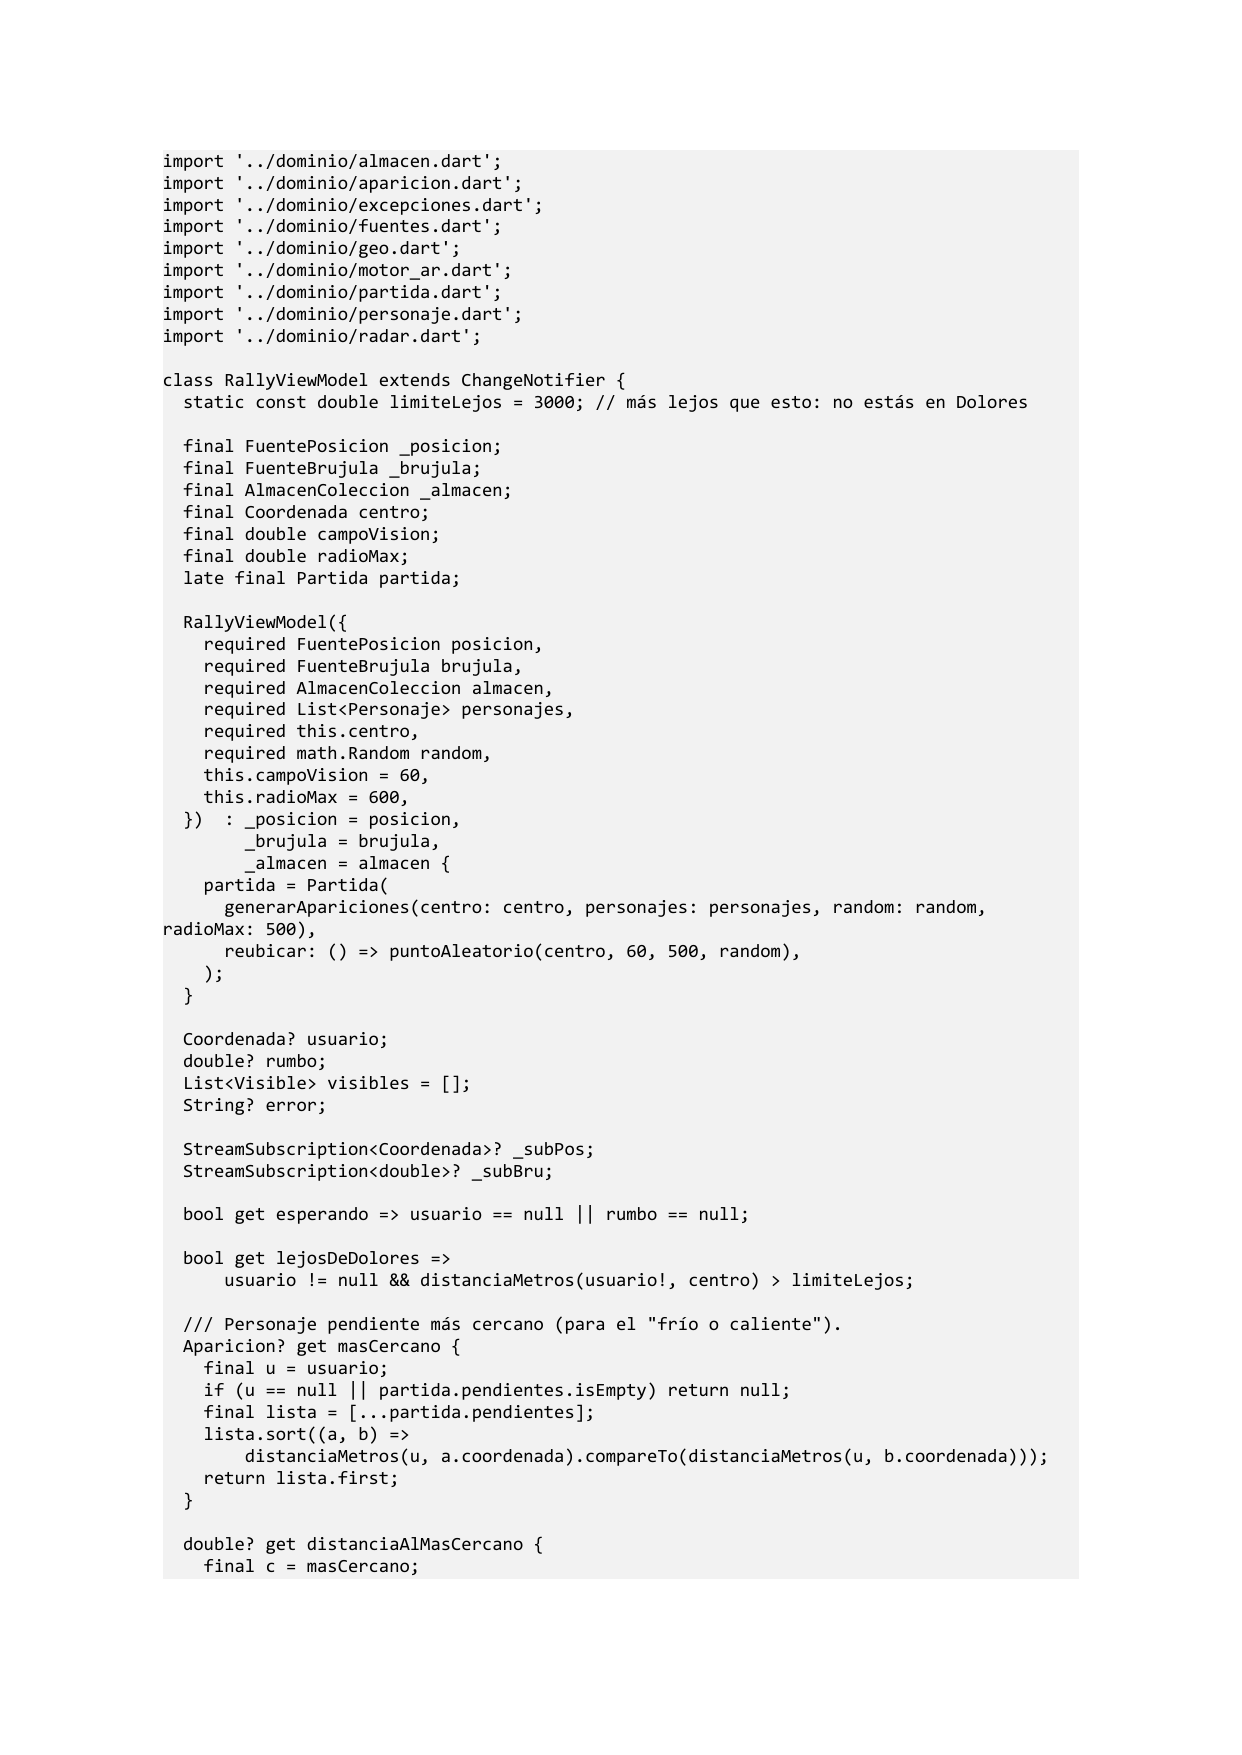 import '../dominio/almacen.dart';
import '../dominio/aparicion.dart';
import '../dominio/excepciones.dart';
import '../dominio/fuentes.dart';
import '../dominio/geo.dart';
import '../dominio/motor_ar.dart';
import '../dominio/partida.dart';
import '../dominio/personaje.dart';
import '../dominio/radar.dart';

class RallyViewModel extends ChangeNotifier {
  static const double limiteLejos = 3000; // más lejos que esto: no estás en Dolores

  final FuentePosicion _posicion;
  final FuenteBrujula _brujula;
  final AlmacenColeccion _almacen;
  final Coordenada centro;
  final double campoVision;
  final double radioMax;
  late final Partida partida;

  RallyViewModel({
    required FuentePosicion posicion,
    required FuenteBrujula brujula,
    required AlmacenColeccion almacen,
    required List<Personaje> personajes,
    required this.centro,
    required math.Random random,
    this.campoVision = 60,
    this.radioMax = 600,
  })  : _posicion = posicion,
        _brujula = brujula,
        _almacen = almacen {
    partida = Partida(
      generarApariciones(centro: centro, personajes: personajes, random: random,
radioMax: 500),
      reubicar: () => puntoAleatorio(centro, 60, 500, random),
    );
  }

  Coordenada? usuario;
  double? rumbo;
  List<Visible> visibles = [];
  String? error;

  StreamSubscription<Coordenada>? _subPos;
  StreamSubscription<double>? _subBru;

  bool get esperando => usuario == null || rumbo == null;

  bool get lejosDeDolores =>
      usuario != null && distanciaMetros(usuario!, centro) > limiteLejos;

  /// Personaje pendiente más cercano (para el "frío o caliente").
  Aparicion? get masCercano {
    final u = usuario;
    if (u == null || partida.pendientes.isEmpty) return null;
    final lista = [...partida.pendientes];
    lista.sort((a, b) =>
        distanciaMetros(u, a.coordenada).compareTo(distanciaMetros(u, b.coordenada)));
    return lista.first;
  }

  double? get distanciaAlMasCercano {
    final c = masCercano;